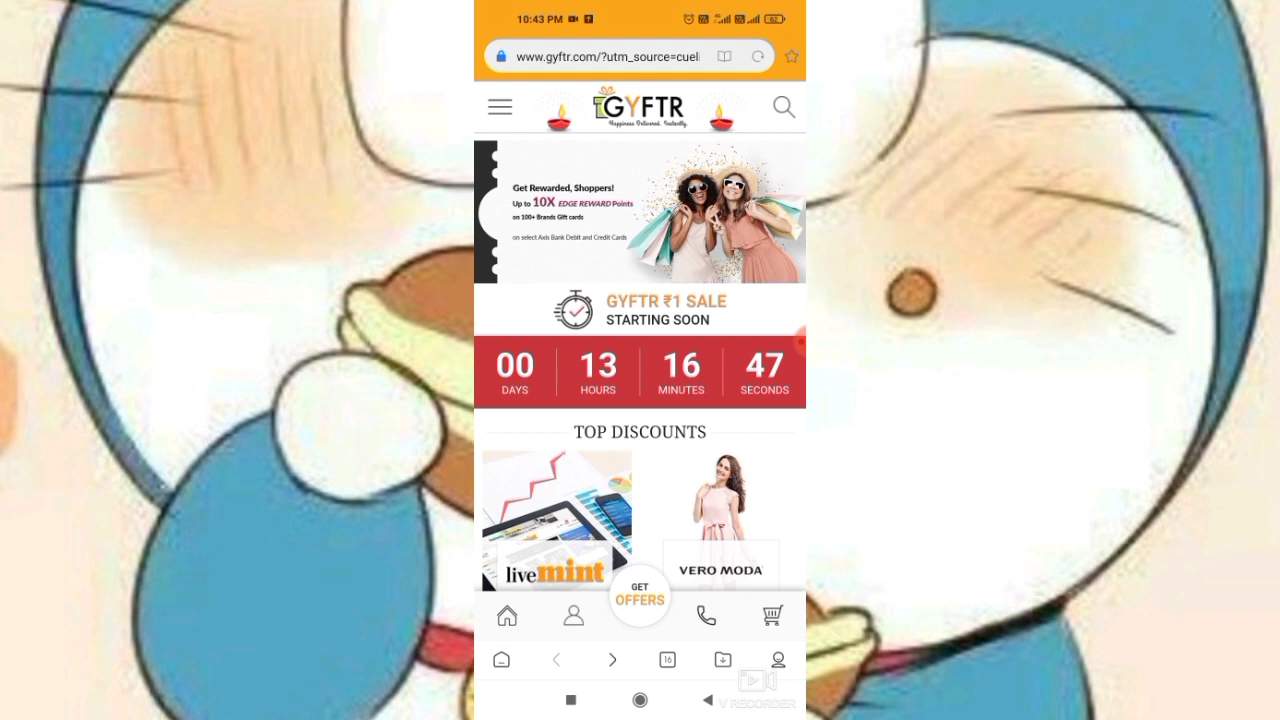 10:43 PM
62
www.gyftr.com/?utm_source=cuel
GYFTR
Happiness Delivered. Instantly.
Get Rewarded, Shoppers!
Up to 10X EDGE REWARD Points
on 100+ Brands Gift cards
on select Axis Bank Debit and Credit Cards
GYFTR ₹1 SALE
STARTING SOON
00 13 16 47
DAYS HOURS MINUTES SECONDS
TOP DISCOUNTS
livemint
VERO MODA
GET
OFFERS
16
V RECORDER